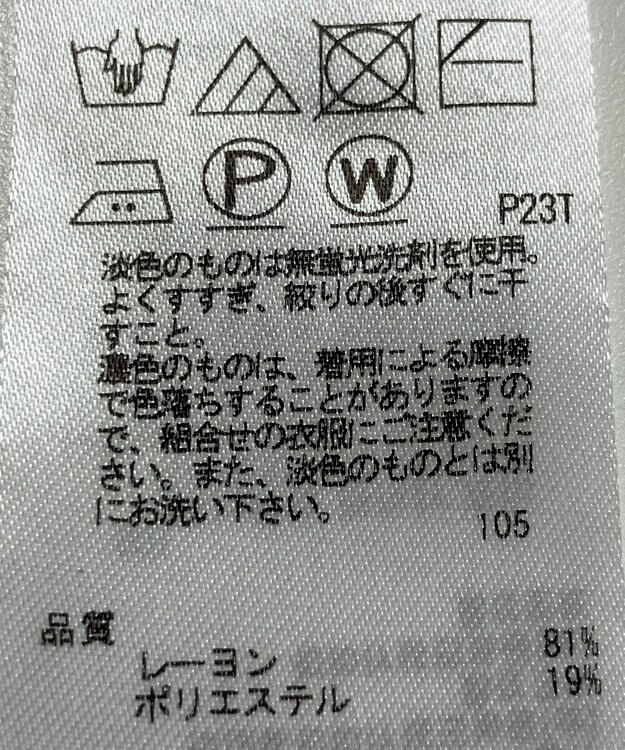 P W
P23T
淡色のものは無蛍光洗剤を使用。
よくすすぎ、絞りの後すぐに干
すこと。
濃色のものは、着用による摩擦
で色落ちすることがありますの
で、組合せの衣服にご注意くだ
さい。また、淡色のものとは別
にお洗い下さい。
105
品質
レーヨン 81%
ポリエステル 19%